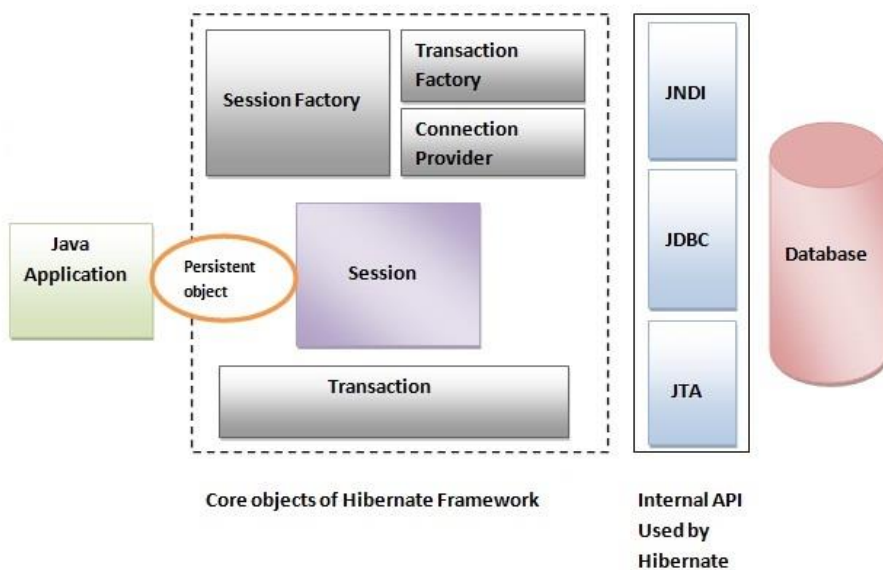 Session Factory
Transaction
Factory
Connection
Provider
JNDI
Java
Application
Persistent
object
Session
JDBC
Database
Transaction
JTA
Core objects of Hibernate Framework
Internal API
Used by
Hibernate